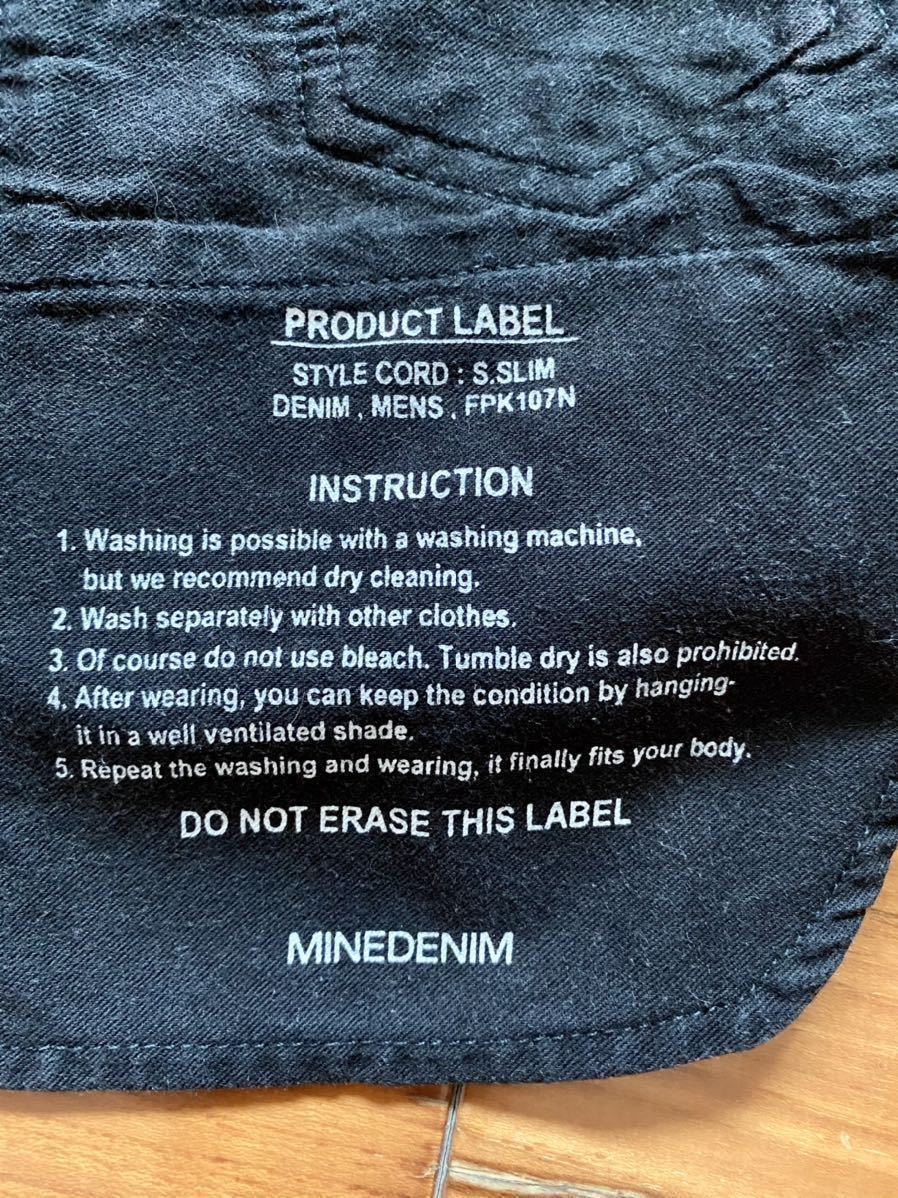 PRODUCT LABEL
STYLE CORD : S.SLIM
DENIM , MENS , FPK107N
INSTRUCTION
1. Washing is possible with a washing machine,
but we recommend dry cleaning.
2. Wash separately with other clothes.
3. Of course do not use bleach. Tumble dry is also prohibited.
4. After wearing, you can keep the condition by hanging-
it in a well ventilated shade.
5. Repeat the washing and wearing, it finally fits your body.
DO NOT ERASE THIS LABEL
MINEDENIM